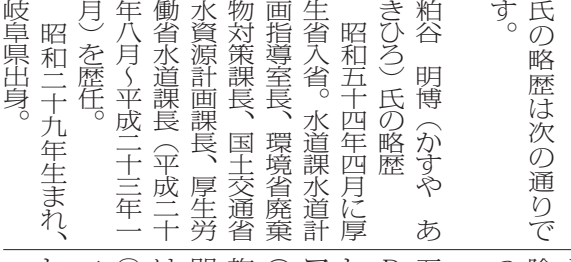 氏の略歴は次の通りで
す。
粕谷 明博（かすや あ
きひろ）氏の略歴
昭和五十四年四月に厚
生省入省。水道課水道計
画指導室長、環境省廃棄
物対策課長、国土交通省
水資源計画課長、厚生労
働省水道課長（平成二十
年八月～平成二十三年一
月）を歴任。
昭和二十九年生まれ、
岐阜県出身。